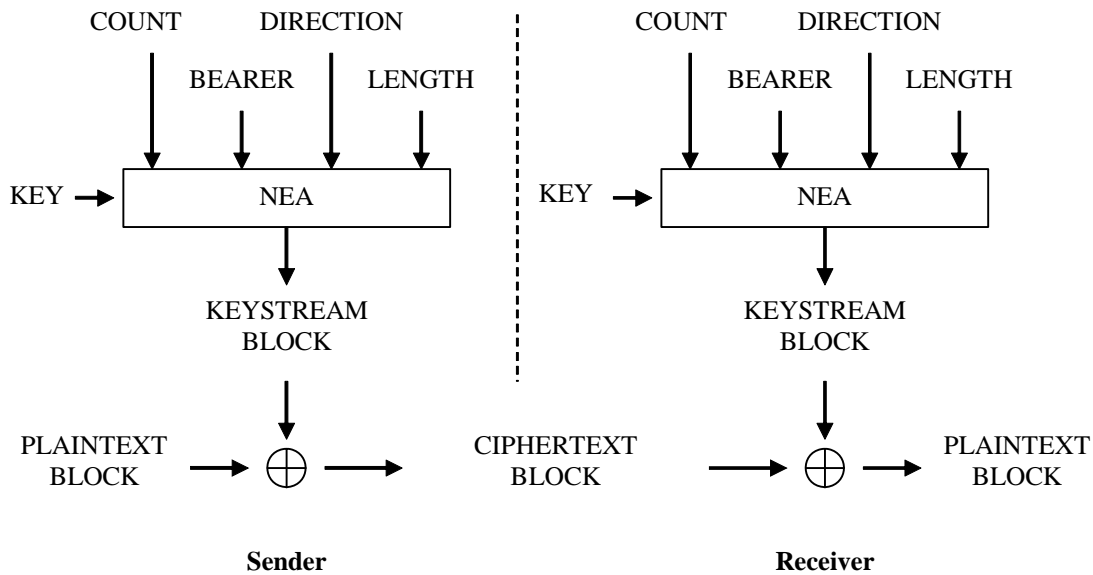 COUNT DIRECTION COUNT DIRECTION
BEARER LENGTH BEARER LENGTH
KEY NEA KEY NEA
KEYSTREAM BLOCK KEYSTREAM BLOCK
PLAINTEXT BLOCK CIPHERTEXT BLOCK PLAINTEXT BLOCK
Sender Receiver